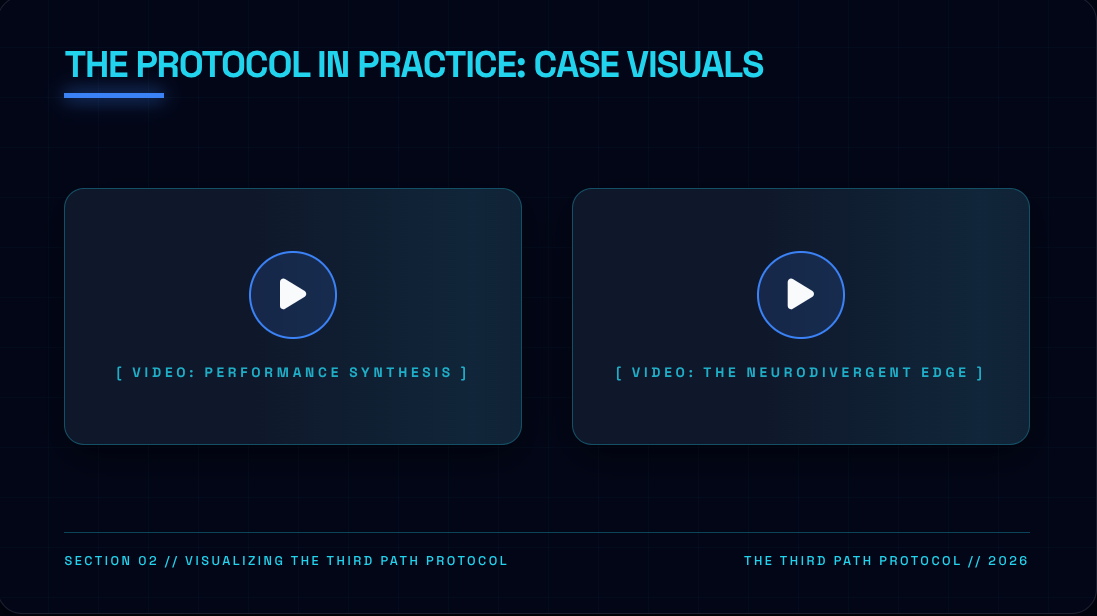 THE PROTOCOL IN PRACTICE: CASE VISUALS
[ VIDEO: PERFORMANCE SYNTHESIS ]
[ VIDEO: THE NEURODIVERGENT EDGE ]
SECTION 02 // VISUALIZING THE THIRD PATH PROTOCOL
THE THIRD PATH PROTOCOL // 2026